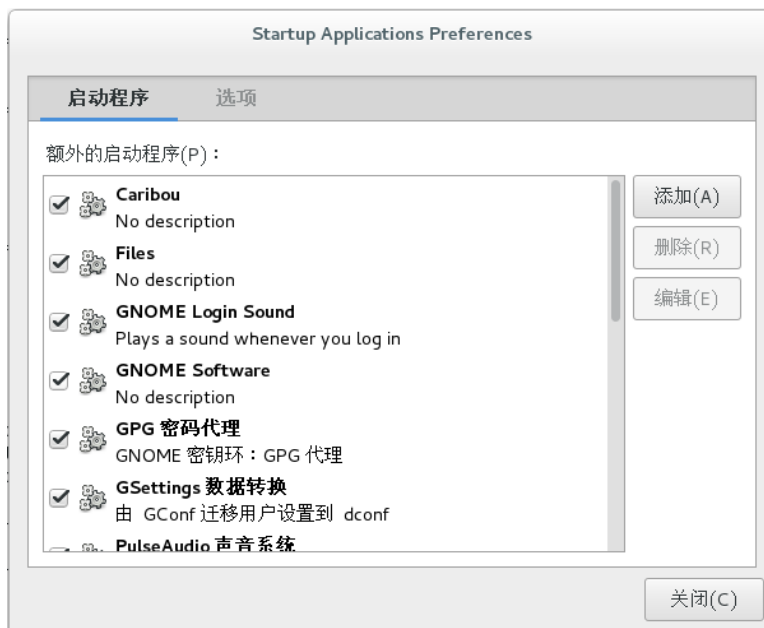 Startup Applications Preferences
启动程序 选项
额外的启动程序(P)：
Caribou
No description
Files
No description
GNOME Login Sound
Plays a sound whenever you log in
GNOME Software
No description
GPG 密码代理
GNOME 密钥环：GPG 代理
GSettings 数据转换
由 GConf 迁移用户设置到 dconf
PulseAudio 声音系统
添加(A)
删除(R)
编辑(E)
关闭(C)